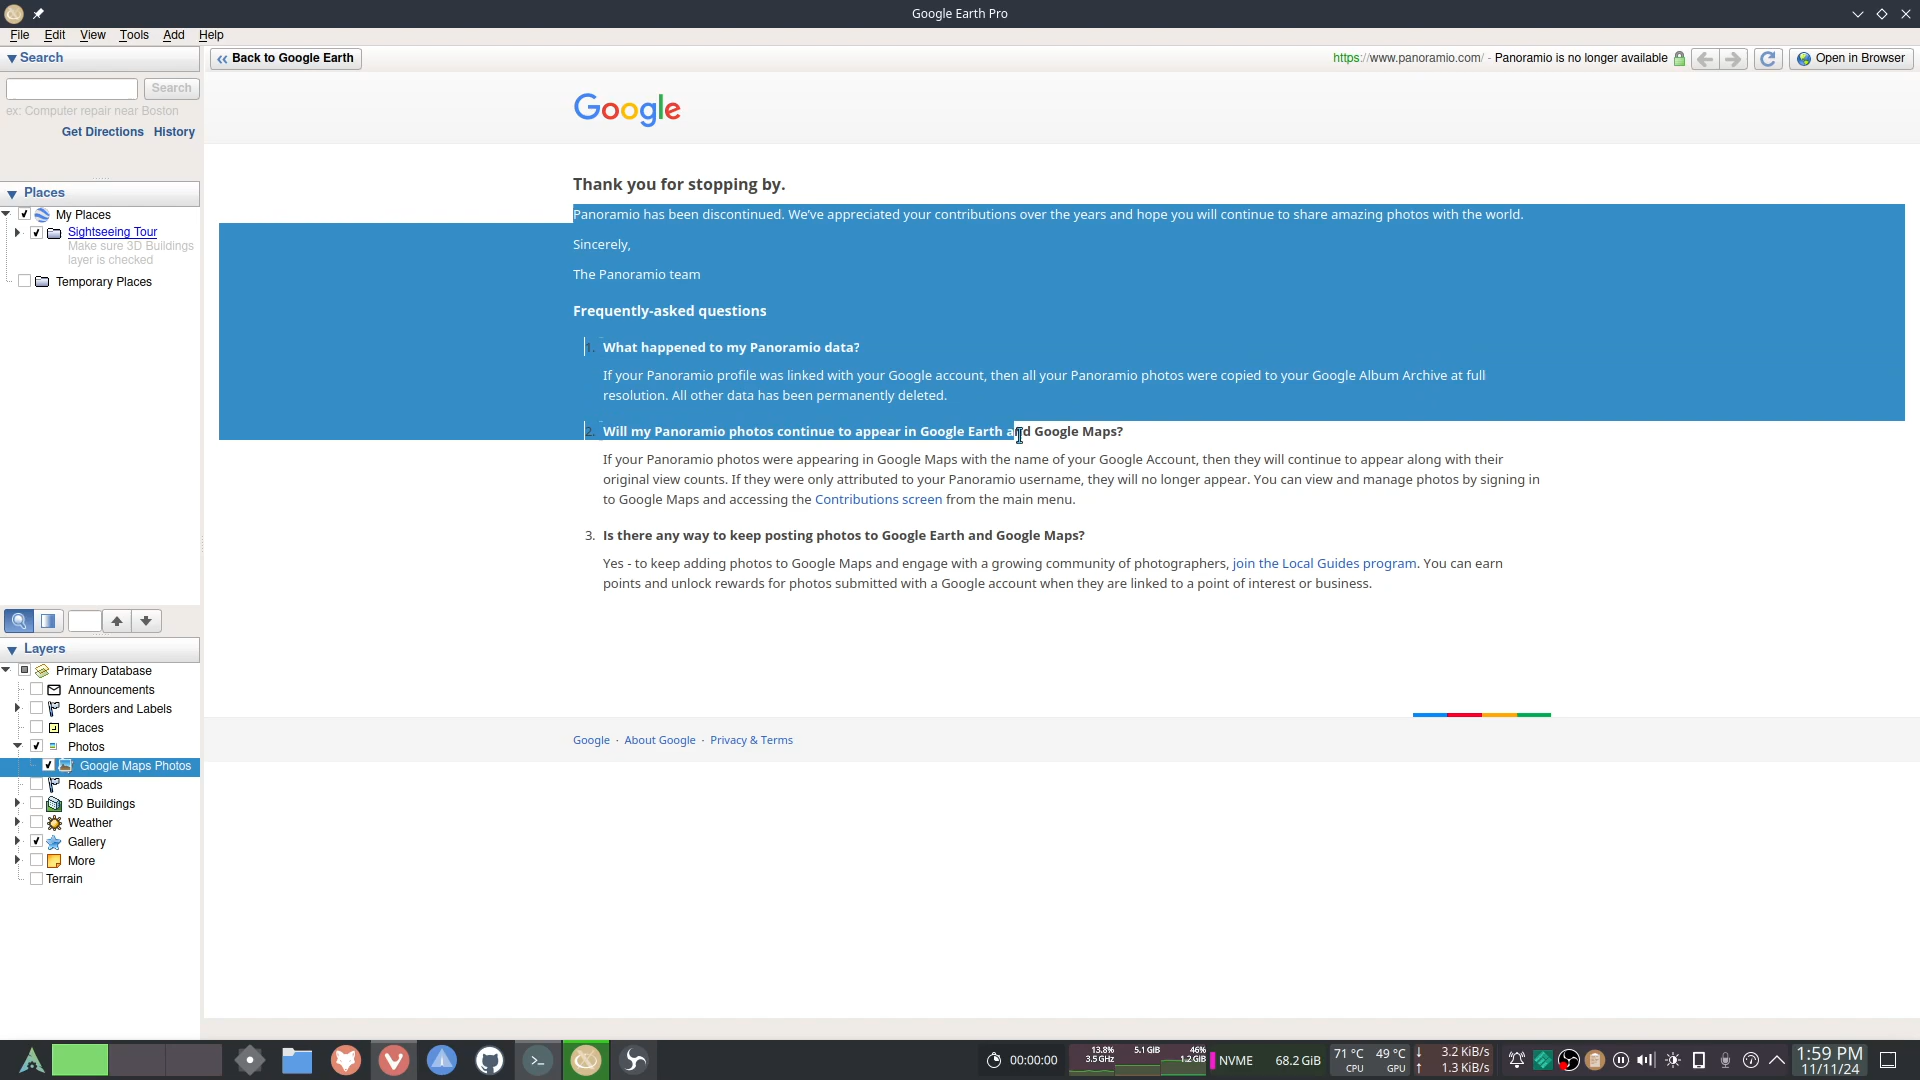 Google Earth Pro
File Edit View Tools Add Help
Search
Back to Google Earth
https://www.panoramio.com/ - Panoramio is no longer available
Open in Browser
Search
ex: Computer repair near Boston
Get Directions History
Google
Places
My Places
Sightseeing Tour
Make sure 3D Buildings
layer is checked
Temporary Places
Thank you for stopping by.
Panoramio has been discontinued. We've appreciated your contributions over the years and hope you will continue to share amazing photos with the world.
Sincerely,
The Panoramio team
Frequently-asked questions
1. What happened to my Panoramio data?
If your Panoramio profile was linked with your Google account, then all your Panoramio photos were copied to your Google Album Archive at full
resolution. All other data has been permanently deleted.
2. Will my Panoramio photos continue to appear in Google Earth and Google Maps?
If your Panoramio photos were appearing in Google Maps with the name of your Google Account, then they will continue to appear along with their
original view counts. If they were only attributed to your Panoramio username, they will no longer appear. You can view and manage photos by signing in
to Google Maps and accessing the Contributions screen from the main menu.
3. Is there any way to keep posting photos to Google Earth and Google Maps?
Yes - to keep adding photos to Google Maps and engage with a growing community of photographers, join the Local Guides program. You can earn
points and unlock rewards for photos submitted with a Google account when they are linked to a point of interest or business.
Google · About Google · Privacy & Terms
Layers
Primary Database
Announcements
Borders and Labels
Places
Photos
Google Maps Photos
Roads
3D Buildings
Weather
Gallery
More
Terrain
00:00:00
13.8% 5.1 GiB 46%
3.5 GHz 1.2 GiB
NVME 68.2 GiB
71 °C 49 °C
CPU GPU
↓ 3.2 KiB/s
↑ 1.3 KiB/s
1:59 PM
11/11/24